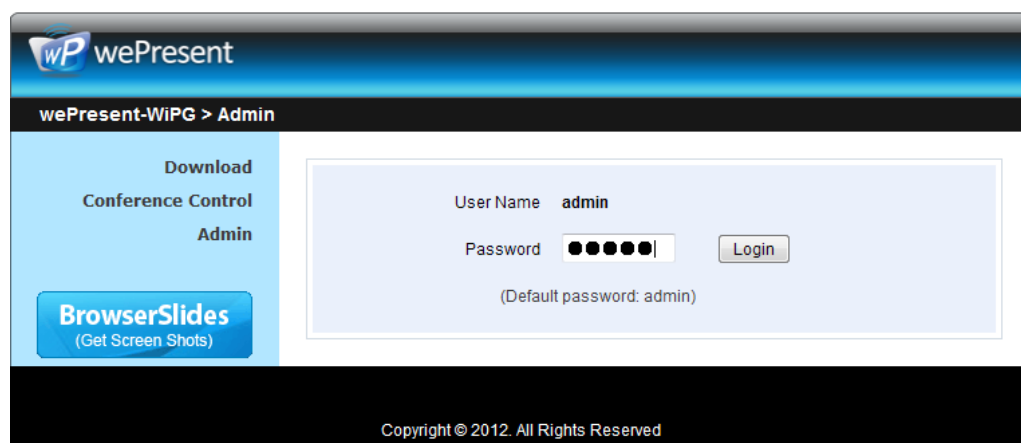 wP wePresent
wePresent-WiPG > Admin
Download
Conference Control
Admin
BrowserSlides
(Get Screen Shots)
User Name admin
Password ●●●●● Login
(Default password: admin)
Copyright © 2012. All Rights Reserved